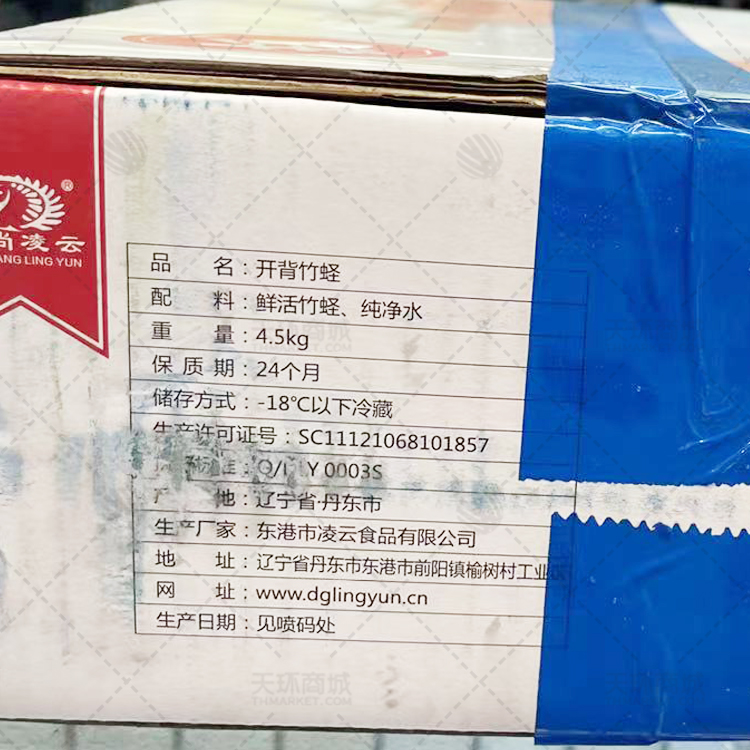 ®
尚凌云
ANG LING YUN
品 名：开背竹蛏
配 料：鲜活竹蛏、纯净水
重 量：4.5kg
保质期：24个月
储存方式：-18℃以下冷藏
生产许可证号：SC11121068101857
Y 0003S
产 地：辽宁省·丹东市
生产厂家：东港市凌云食品有限公司
地 址：辽宁省丹东市东港市前阳镇榆树村工业区
网 址：www.dglingyun.cn
生产日期：见喷码处
天环商城
THMARKET.COM